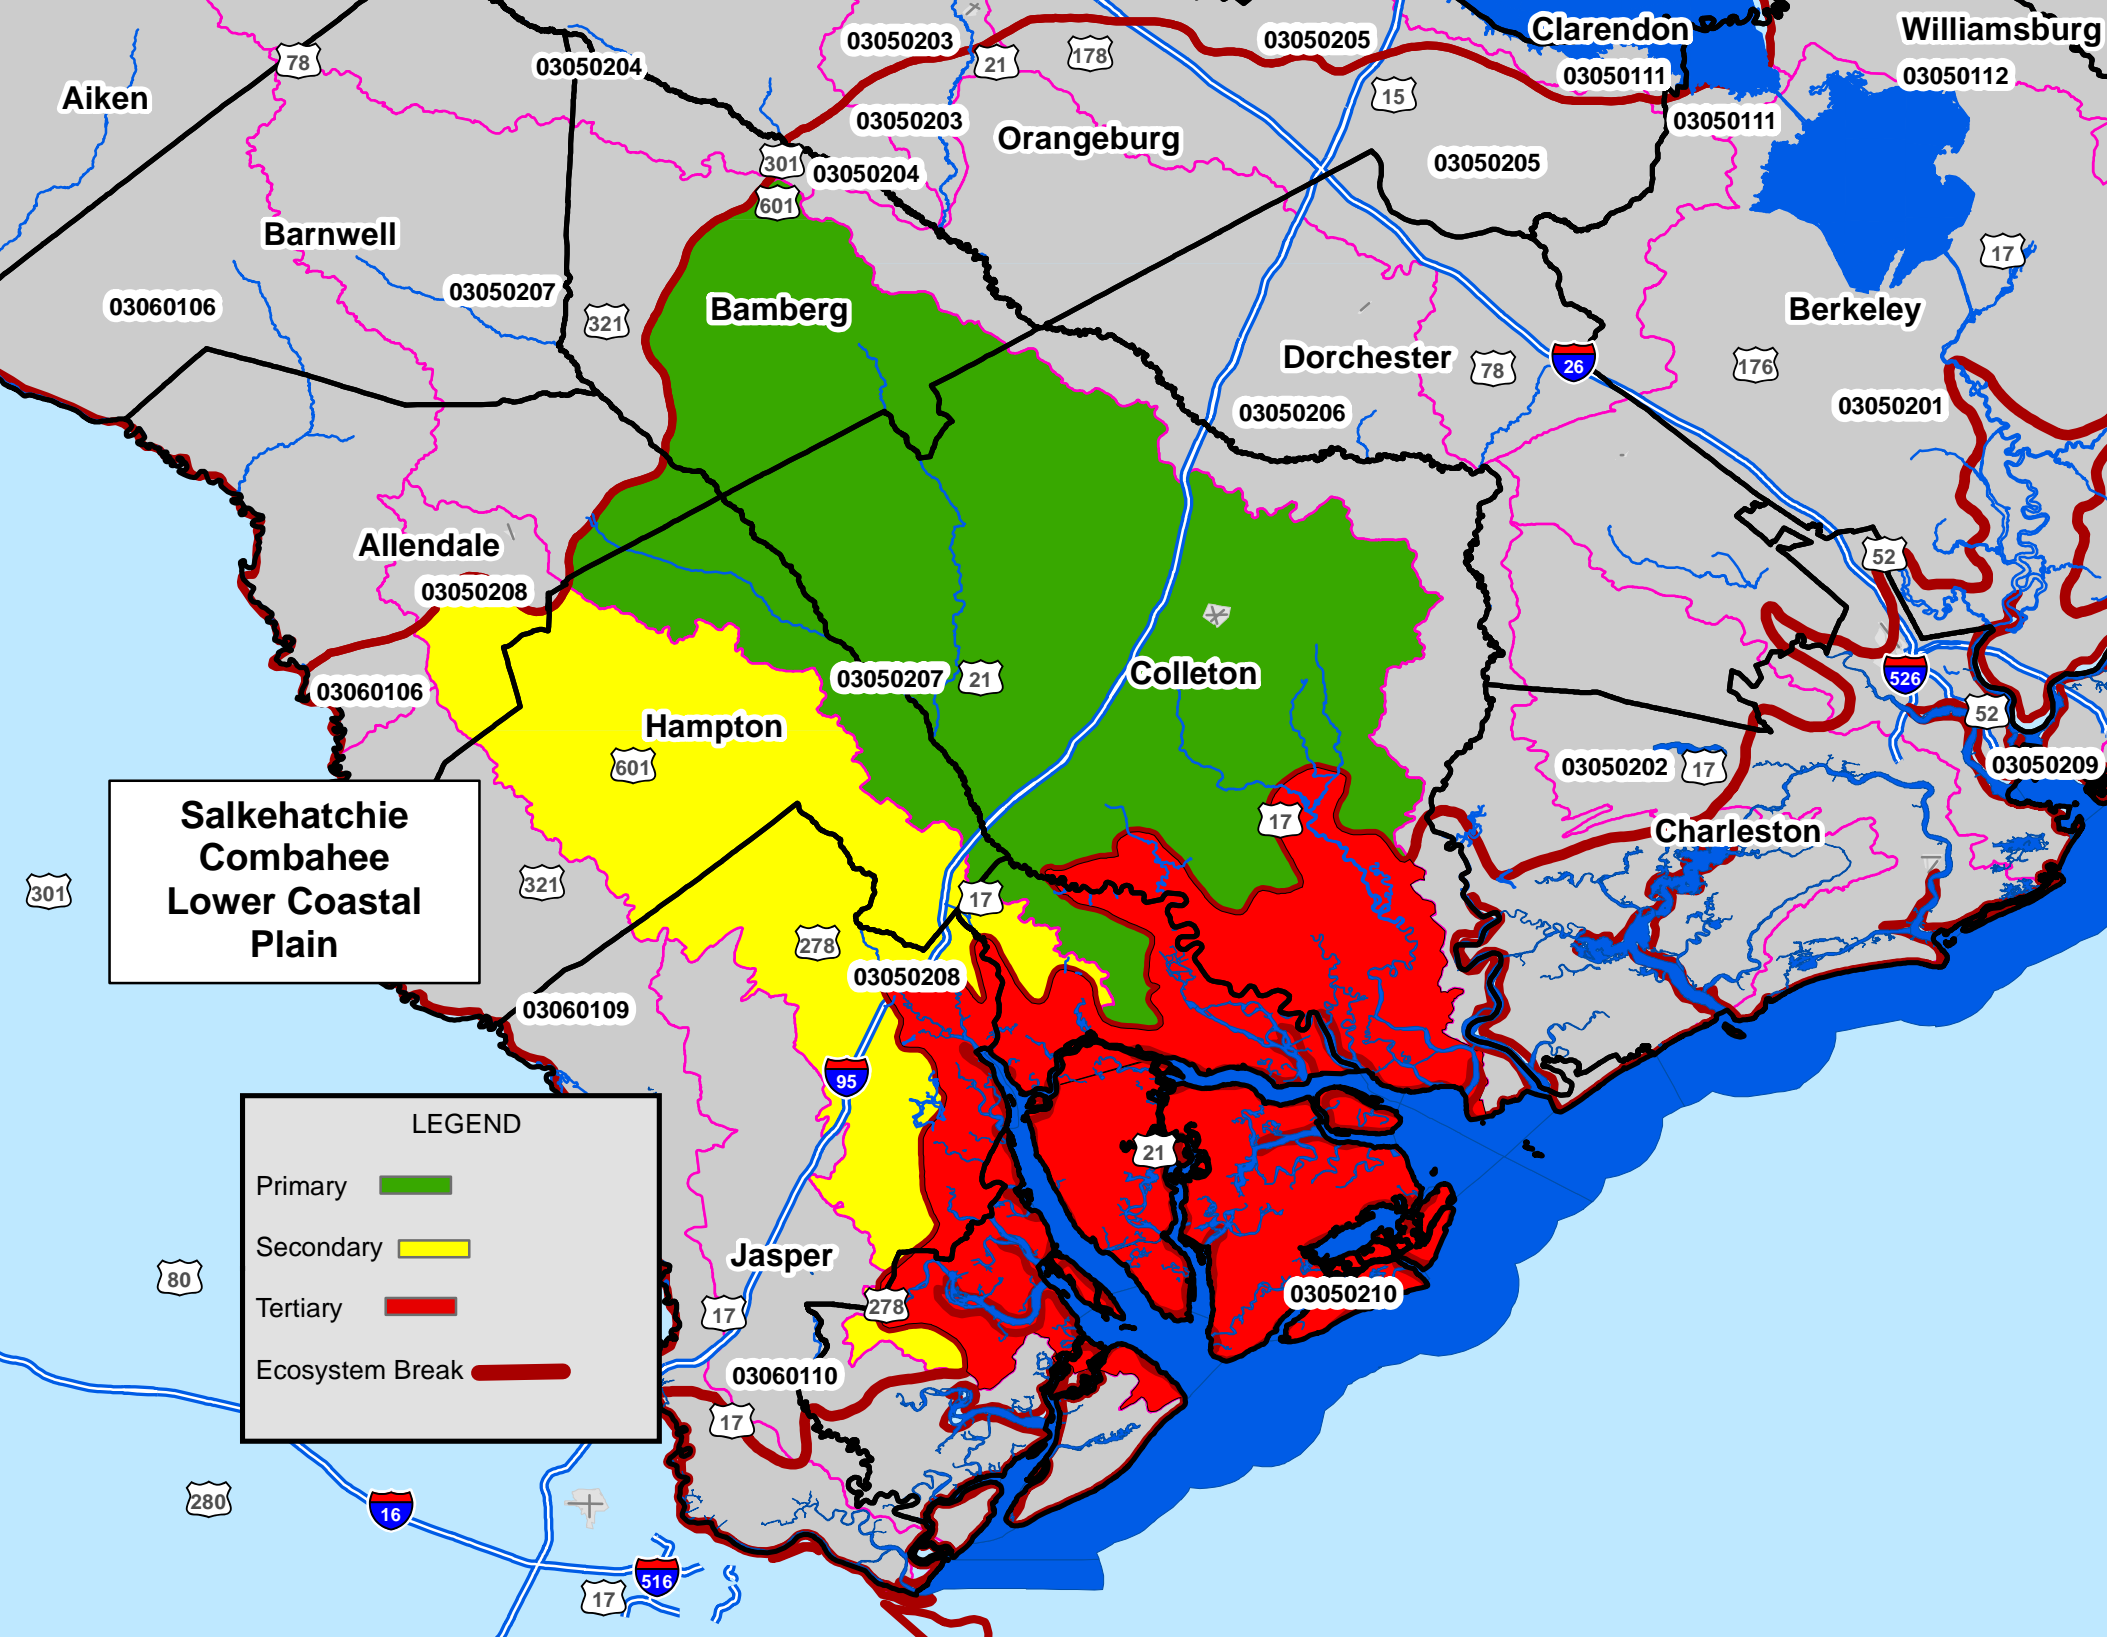 Clarendon
Williamsburg
03050203
03050205
21
178
78
03050204
03050111
03050112
Aiken
15
03050203
03050111
Orangeburg
301
03050204
03050205
601
Barnwell
17
03050207
03060106
Bamberg
Berkeley
321
Dorchester
78
26
176
03050201
03050206
Allendale
52
03050208
03050207
21
Colleton
526
03060106
52
Hampton
601
03050202
17
03050209
Salkehatchie
Combahee
Lower Coastal
Plain
17
Charleston
301
321
17
278
03050208
03060109
95
LEGEND
21
Primary
Secondary
Jasper
80
03050210
Tertiary
17
278
Ecosystem Break
03060110
17
280
16
516
17